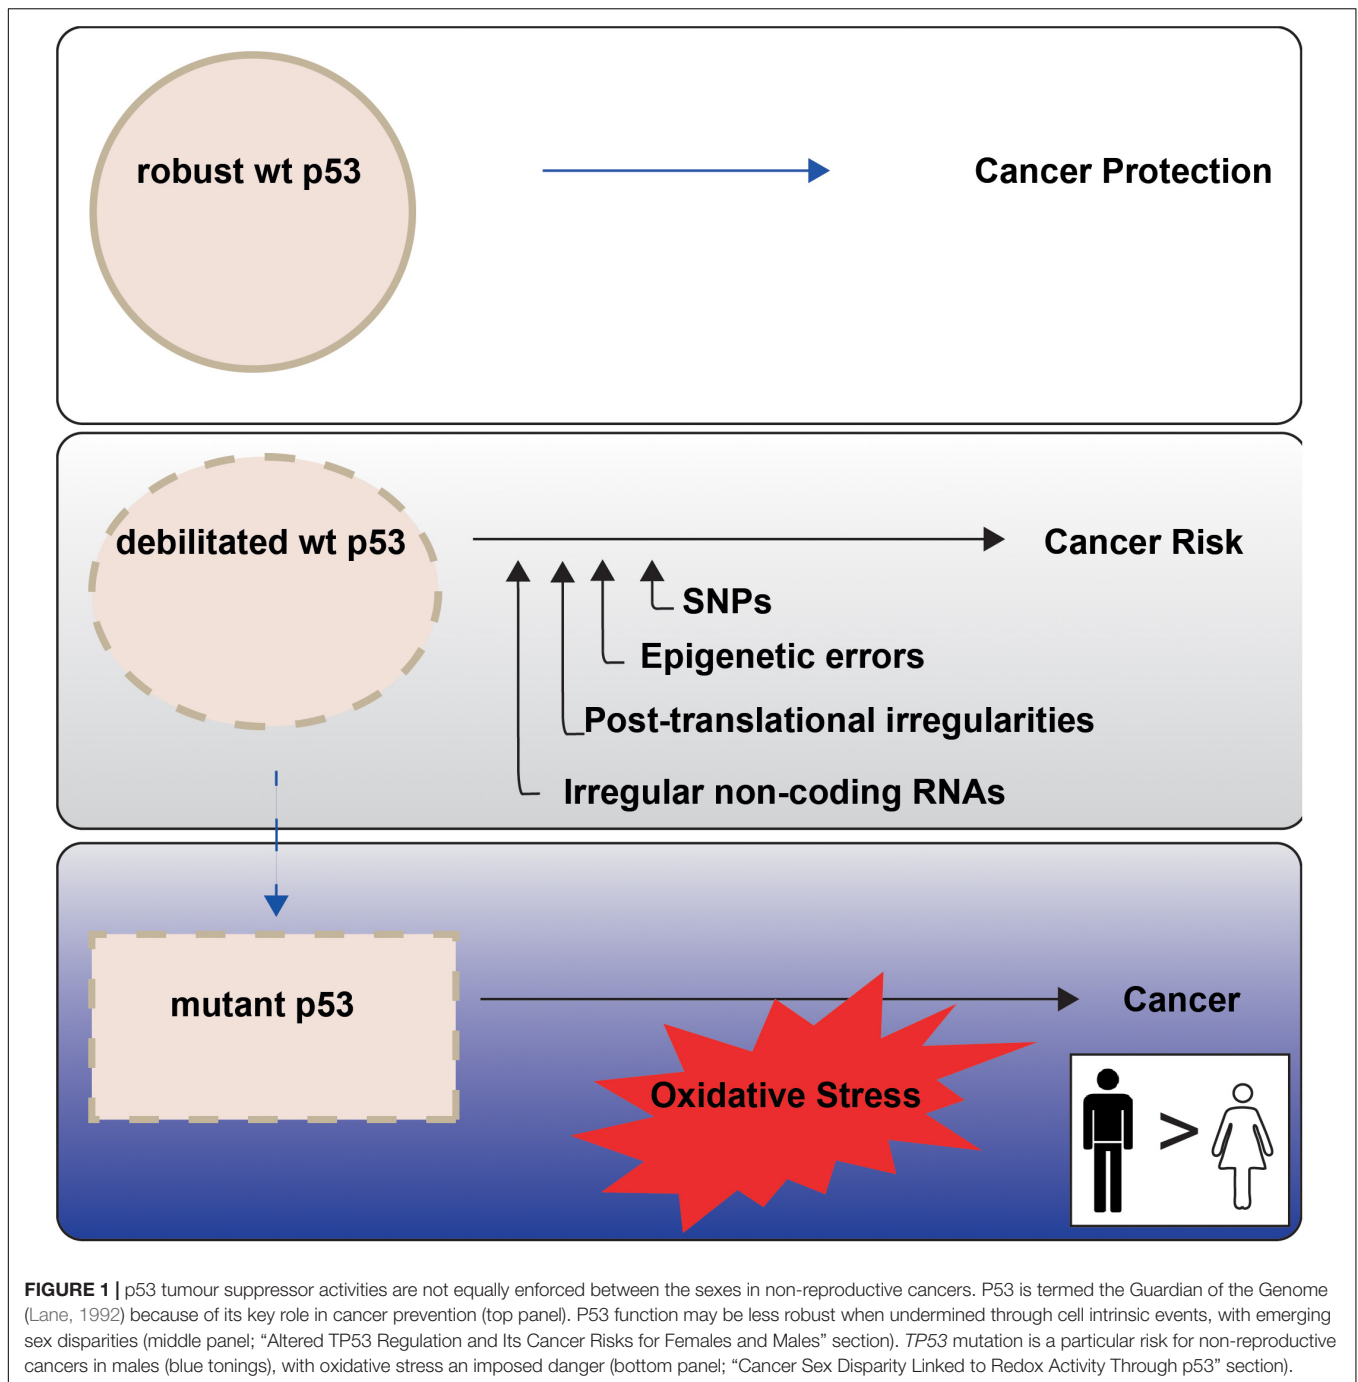 robust wt p53
Cancer Protection
debilitated wt p53
Cancer Risk
SNPs
Epigenetic errors
Post-translational irregularities
Irregular non-coding RNAs
mutant p53
Cancer
Oxidative Stress
>
FIGURE 1 | p53 tumour suppressor activities are not equally enforced between the sexes in non-reproductive cancers. P53 is termed the Guardian of the Genome
(Lane, 1992) because of its key role in cancer prevention (top panel). P53 function may be less robust when undermined through cell intrinsic events, with emerging
sex disparities (middle panel; “Altered TP53 Regulation and Its Cancer Risks for Females and Males” section). TP53 mutation is a particular risk for non-reproductive
cancers in males (blue tonings), with oxidative stress an imposed danger (bottom panel; “Cancer Sex Disparity Linked to Redox Activity Through p53” section).